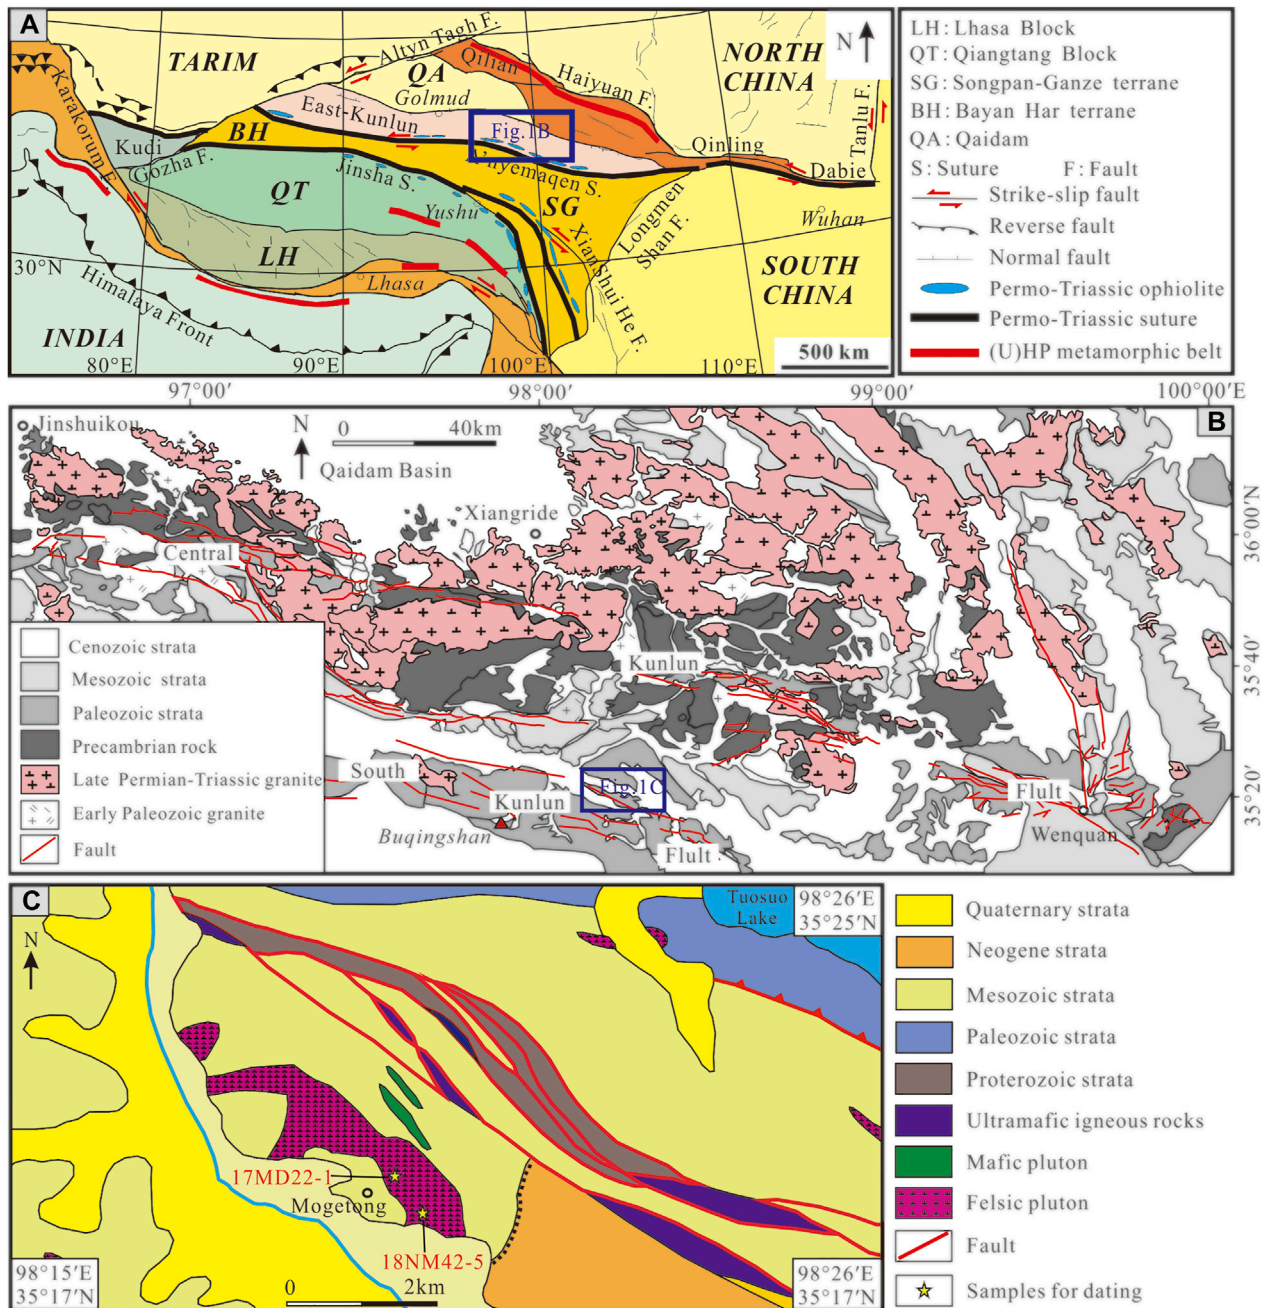 A
TARIM
Altyn Tagh F.
QA
Golmud
Qilian
Haiyuan F.
NORTH
CHINA
N
Karakorum F.
Kudi
Gozha F.
BH
East-Kunlun
Fig.1B
A'nyemaqen S.
Qinling
Dabie
Tanlu F.
QT
Jinsha S.
Yushu
SG
Xian Shui He F.
Longmen
Shan F.
Wuhan
LH
Lhasa
30°N
Himalaya Front
INDIA
SOUTH
CHINA
80°E
90°E
100°E
110°E
500 km
LH: Lhasa Block
QT: Qiangtang Block
SG: Songpan-Ganze terrane
BH: Bayan Har terrane
QA: Qaidam
S: Suture F: Fault
Strike-slip fault
Reverse fault
Normal fault
Permo-Triassic ophiolite
Permo-Triassic suture
(U)HP metamorphic belt
97°00′
98°00′
99°00′
100°00′E
B
Jinshuikou
N
0 40km
Qaidam Basin
Xiangride
Central
Kunlun
South
Kunlun
Buqingshan
Fig.1C
Flult
Flult
Wenquan
36°00′N
35°40′
35°20′
Cenozoic strata
Mesozoic strata
Paleozoic strata
Precambrian rock
Late Permian-Triassic granite
Early Paleozoic granite
Fault
C
N
Tuosuo
Lake
98°26′E
35°25′N
17MD22-1
Mogetong
18NM42-5
98°15′E
35°17′N
0 2km
98°26′E
35°17′N
Quaternary strata
Neogene strata
Mesozoic strata
Paleozoic strata
Proterozoic strata
Ultramafic igneous rocks
Mafic pluton
Felsic pluton
Fault
Samples for dating